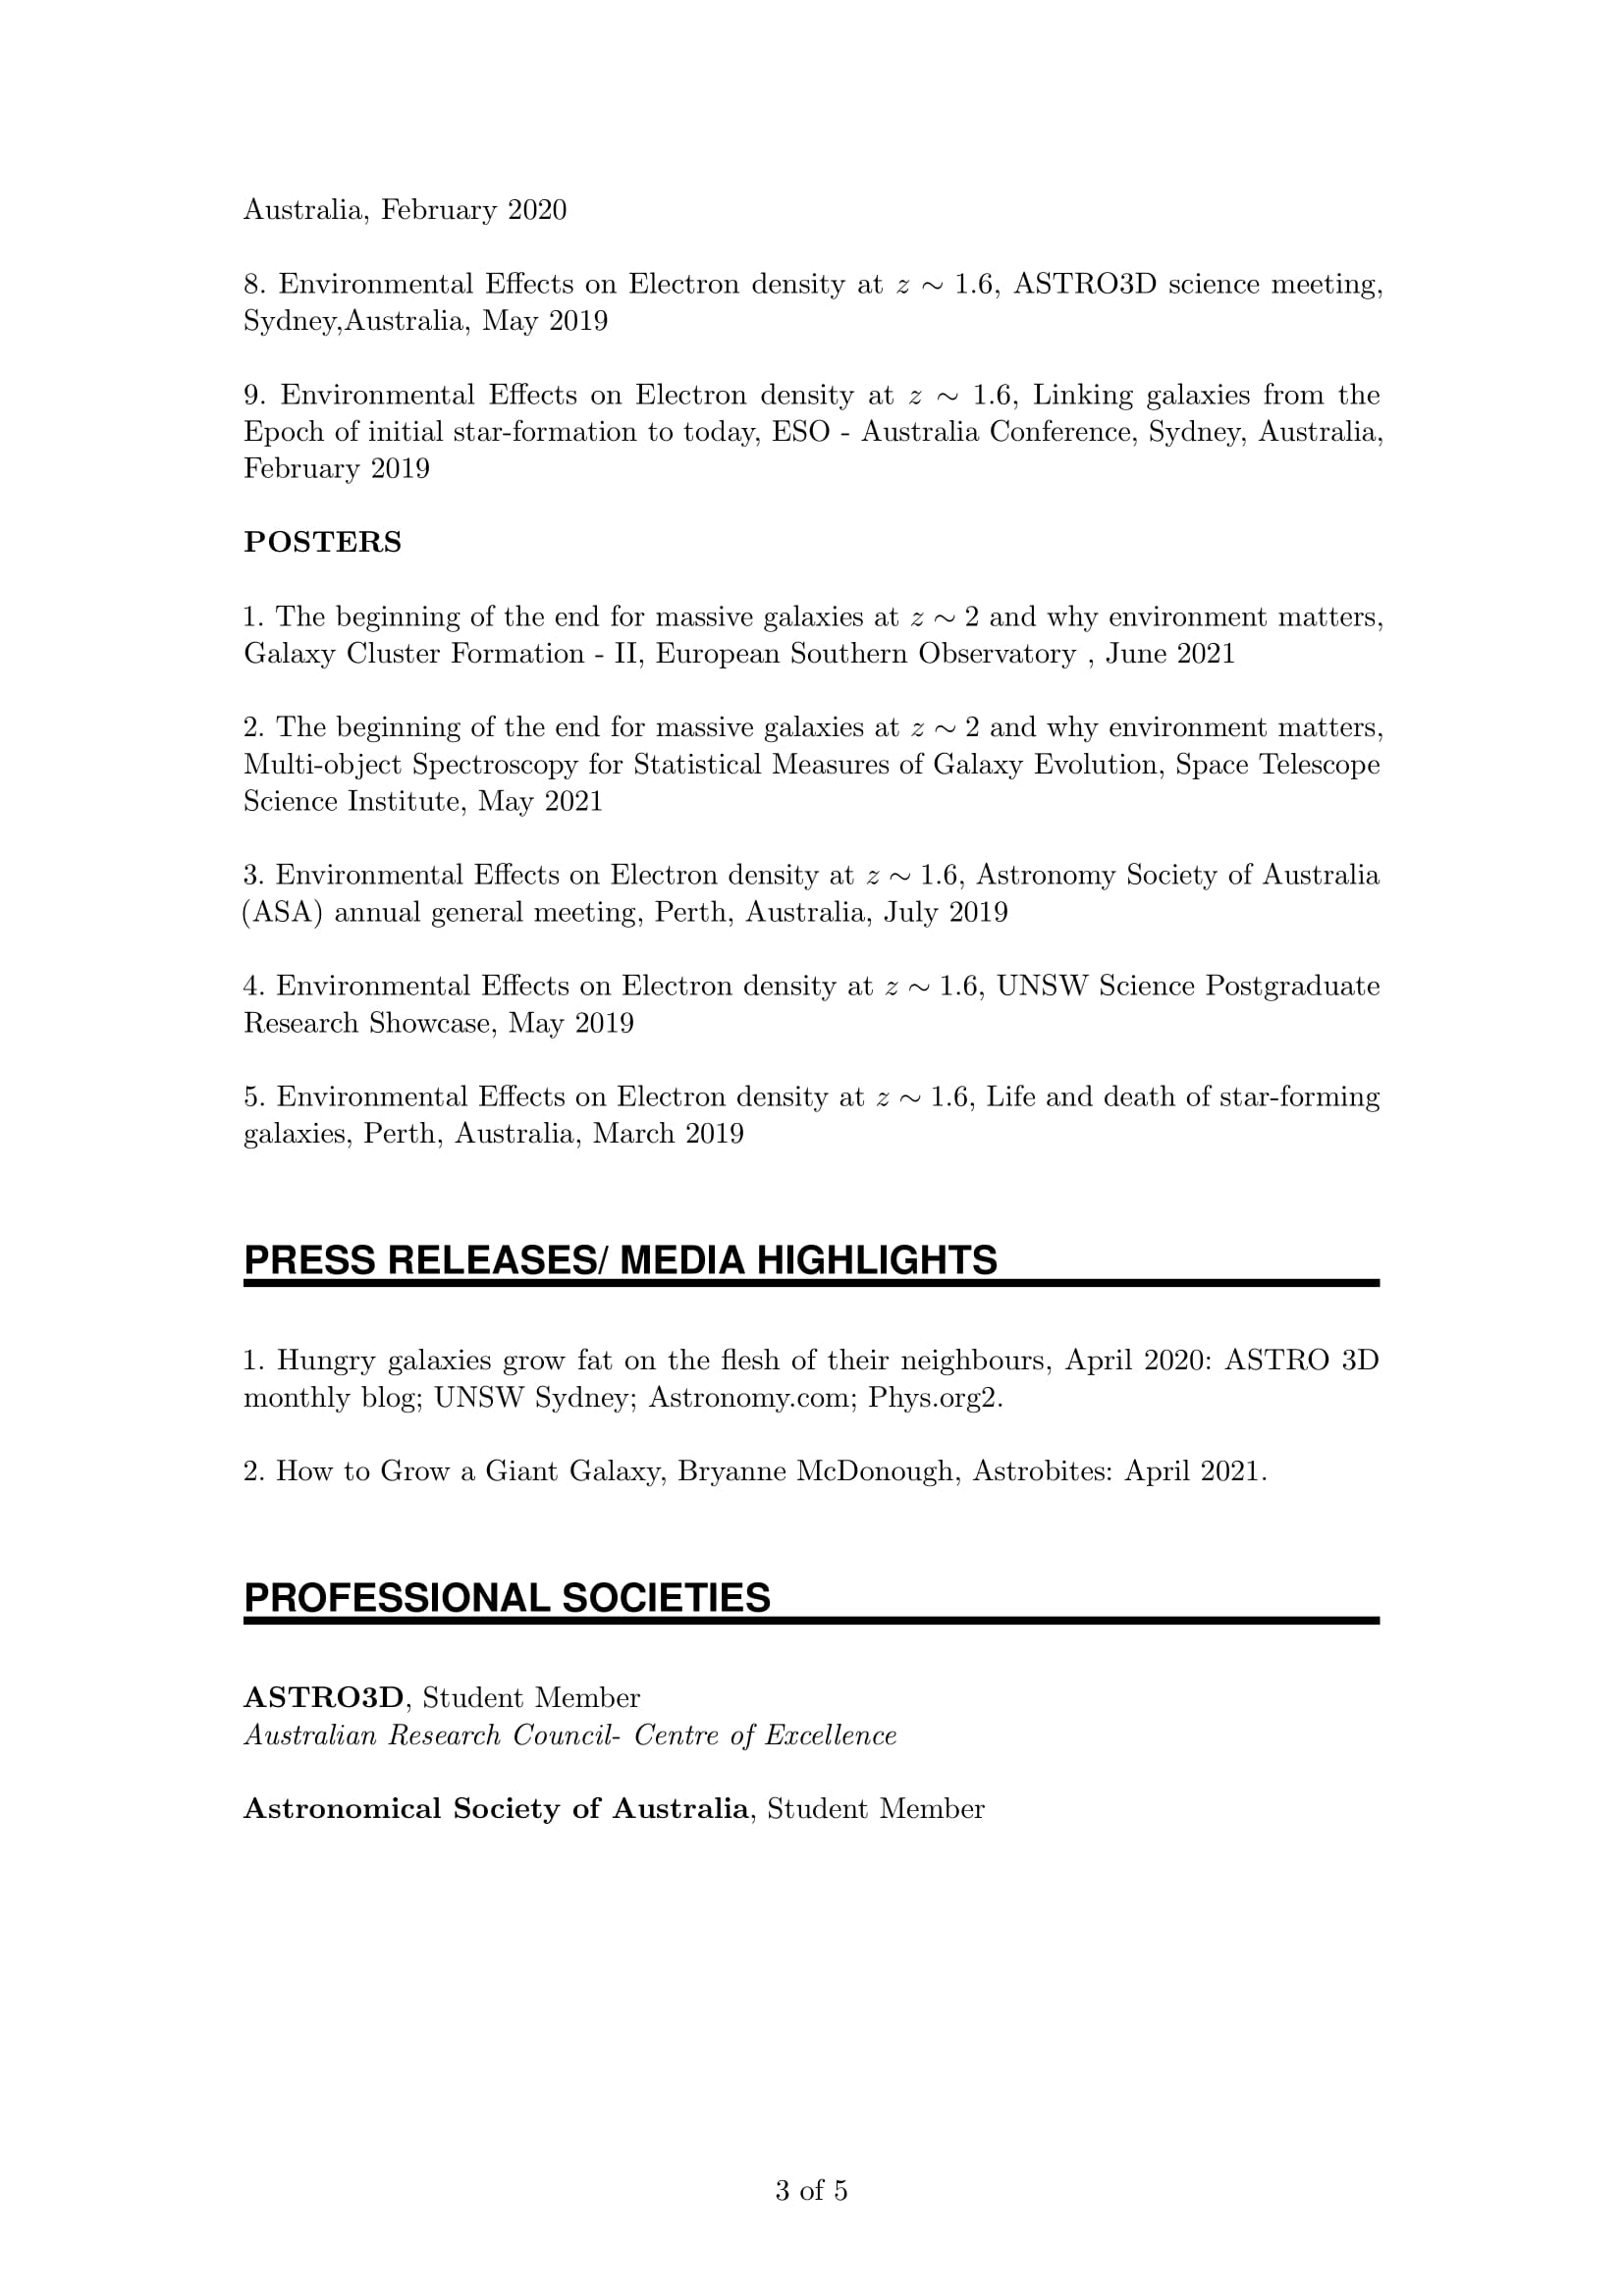 Australia, February 2020
8. Environmental Effects on Electron density at z ∼ 1.6, ASTRO3D science meeting,
Sydney,Australia, May 2019
9. Environmental Effects on Electron density at z ∼ 1.6, Linking galaxies from the
Epoch of initial star-formation to today, ESO - Australia Conference, Sydney, Australia,
February 2019
POSTERS
1. The beginning of the end for massive galaxies at z ∼ 2 and why environment matters,
Galaxy Cluster Formation - II, European Southern Observatory , June 2021
2. The beginning of the end for massive galaxies at z ∼ 2 and why environment matters,
Multi-object Spectroscopy for Statistical Measures of Galaxy Evolution, Space Telescope
Science Institute, May 2021
3. Environmental Effects on Electron density at z ∼ 1.6, Astronomy Society of Australia
(ASA) annual general meeting, Perth, Australia, July 2019
4. Environmental Effects on Electron density at z ∼ 1.6, UNSW Science Postgraduate
Research Showcase, May 2019
5. Environmental Effects on Electron density at z ∼ 1.6, Life and death of star-forming
galaxies, Perth, Australia, March 2019
PRESS RELEASES/ MEDIA HIGHLIGHTS
1. Hungry galaxies grow fat on the flesh of their neighbours, April 2020: ASTRO 3D
monthly blog; UNSW Sydney; Astronomy.com; Phys.org2.
2. How to Grow a Giant Galaxy, Bryanne McDonough, Astrobites: April 2021.
PROFESSIONAL SOCIETIES
ASTRO3D, Student Member
Australian Research Council- Centre of Excellence
Astronomical Society of Australia, Student Member
3 of 5